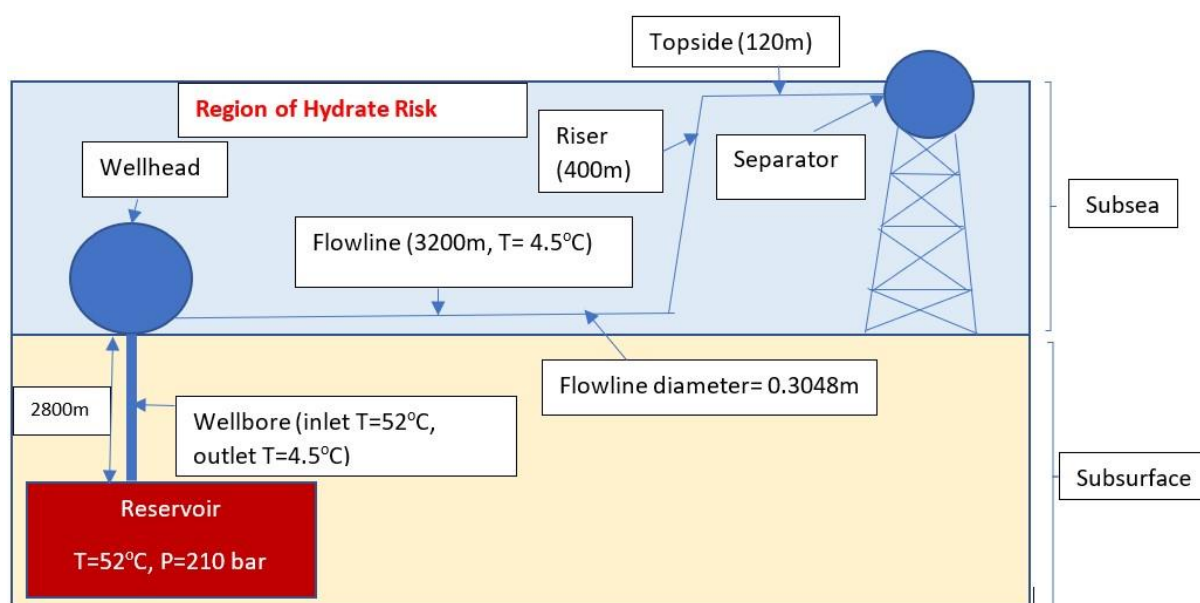 Topside (120m)
Region of Hydrate Risk
Riser
(400m)
Separator
Wellhead
Subsea
Flowline (3200m, T= 4.5°C)
Flowline diameter= 0.3048m
2800m
Wellbore (inlet T=52°C,
outlet T=4.5°C)
Subsurface
Reservoir
T=52°C, P=210 bar